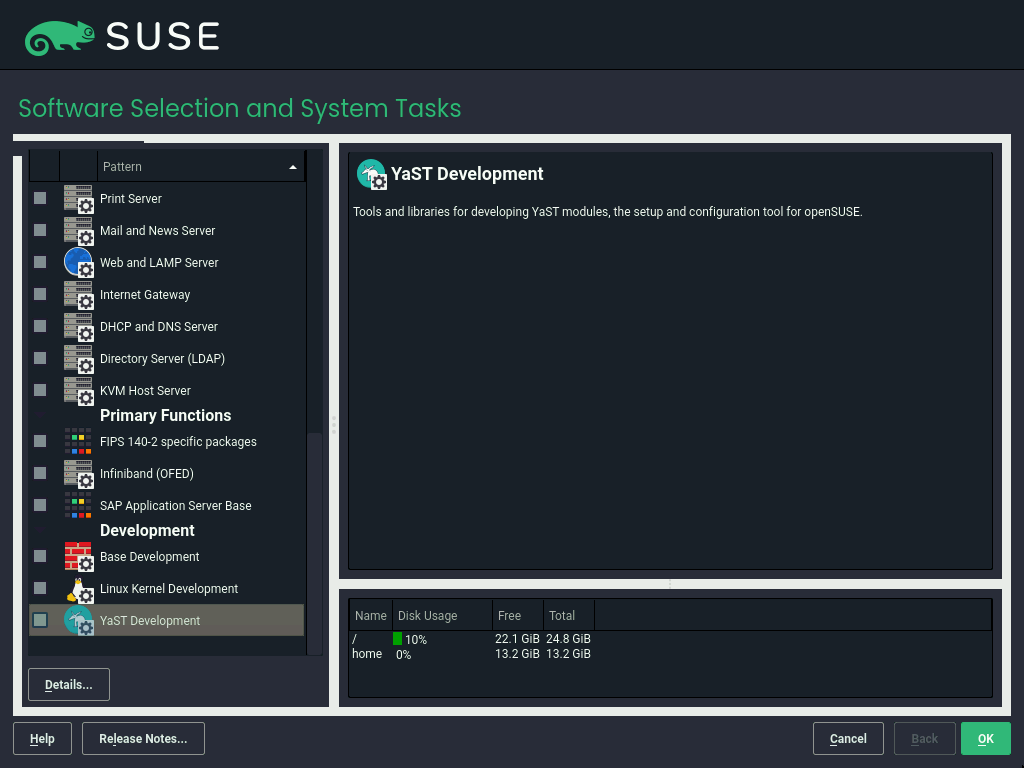 SUSE
Software Selection and System Tasks
Pattern
Print Server
Mail and News Server
Web and LAMP Server
Internet Gateway
DHCP and DNS Server
Directory Server (LDAP)
KVM Host Server
Primary Functions
FIPS 140-2 specific packages
Infiniband (OFED)
SAP Application Server Base
Development
Base Development
Linux Kernel Development
YaST Development
Details...
YaST Development
Tools and libraries for developing YaST modules, the setup and configuration tool for openSUSE.
Name Disk Usage Free Total
/ 10% 22.1 GiB 24.8 GiB
home 0% 13.2 GiB 13.2 GiB
Help Release Notes... Cancel Back OK